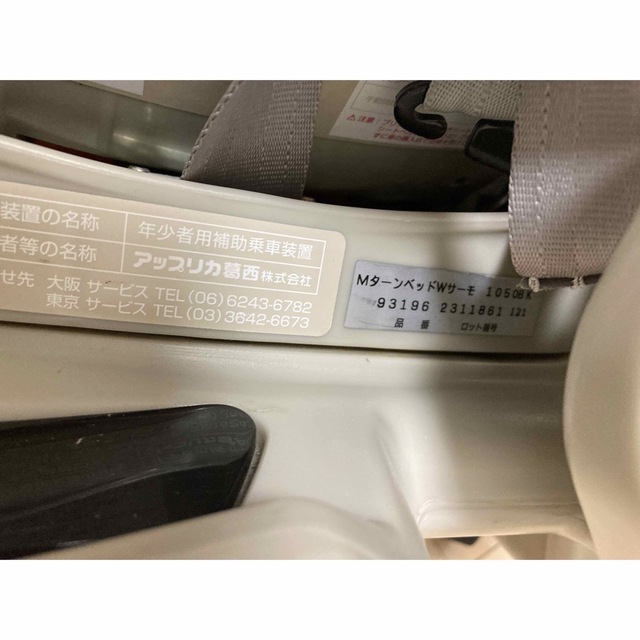 装置の名称 年少者用補助乗車装置
者等の名称 アップリカ葛西株式会社
せ先 大阪 サービス TEL (06) 6243-6782
東京 サービス TEL (03) 3642-6673
MターンベッドWサーモ 1050BK
93196 2311861 121
品 番 ロット番号
⚠注意